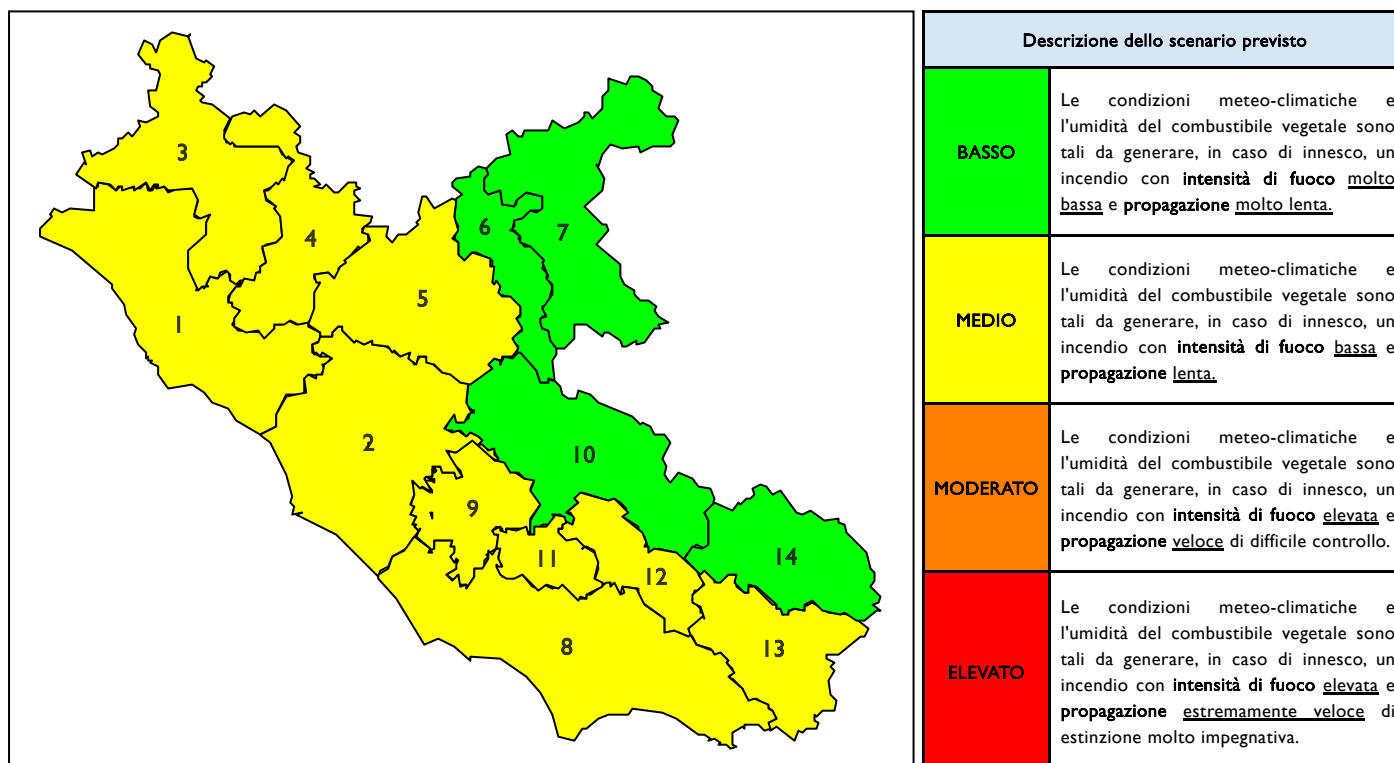 3
4
6
7
5
1
2
10
9
11
12
14
8
13
Descrizione dello scenario previsto
BASSO
Le condizioni meteo-climatiche e
l'umidità del combustibile vegetale sono
tali da generare, in caso di innesco, un
incendio con intensità di fuoco molto
bassa e propagazione molto lenta.
MEDIO
Le condizioni meteo-climatiche e
l'umidità del combustibile vegetale sono
tali da generare, in caso di innesco, un
incendio con intensità di fuoco bassa e
propagazione lenta.
MODERATO
Le condizioni meteo-climatiche e
l'umidità del combustibile vegetale sono
tali da generare, in caso di innesco, un
incendio con intensità di fuoco elevata e
propagazione veloce di difficile controllo.
ELEVATO
Le condizioni meteo-climatiche e
l'umidità del combustibile vegetale sono
tali da generare, in caso di innesco, un
incendio con intensità di fuoco elevata e
propagazione estremamente veloce di
estinzione molto impegnativa.